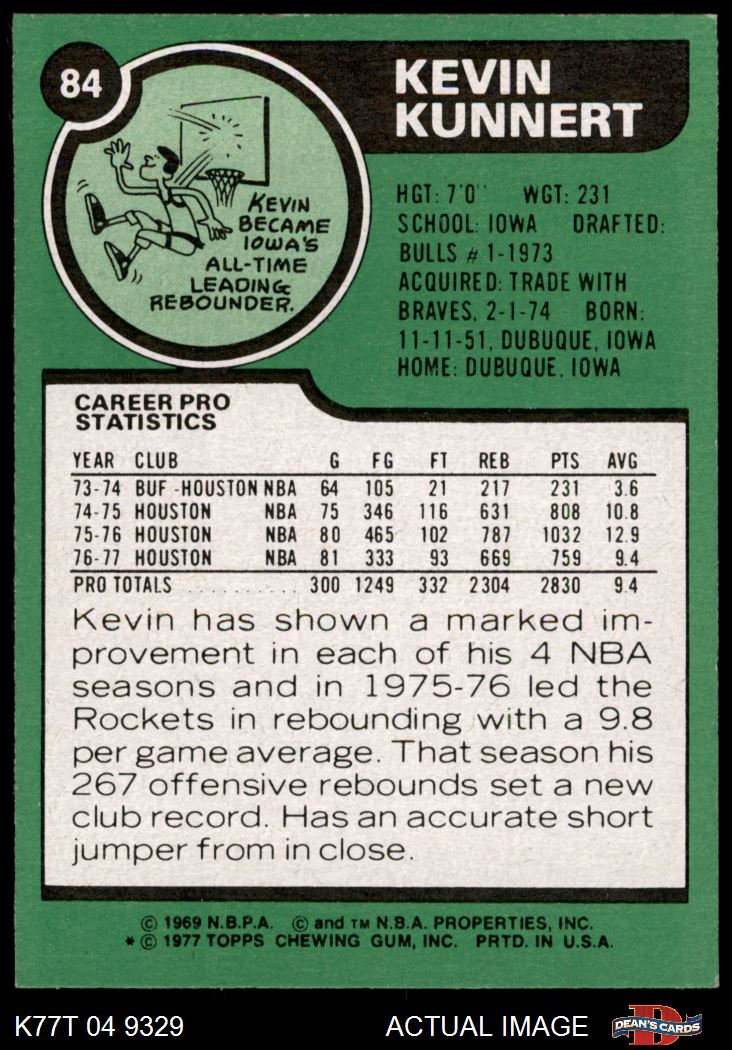 84
KEVIN
KUNNERT
KEVIN
BECAME
IOWA'S
ALL-TIME
LEADING
REBOUNDER.
HGT: 7'0" WGT: 231
SCHOOL: IOWA DRAFTED:
BULLS # 1-1973
ACQUIRED: TRADE WITH
BRAVES, 2-1-74 BORN:
11-11-51, DUBUQUE, IOWA
HOME: DUBUQUE, IOWA
CAREER PRO
STATISTICS
YEAR CLUB G FG FT REB PTS AVG
73-74 BUF -HOUSTON NBA 64 105 21 217 231 3.6
74-75 HOUSTON NBA 75 346 116 631 808 10.8
75-76 HOUSTON NBA 80 465 102 787 1032 12.9
76-77 HOUSTON NBA 81 333 93 669 759 9.4
PRO TOTALS . . . . . . . . . . 300 1249 332 2304 2830 9.4
Kevin has shown a marked im-
provement in each of his 4 NBA
seasons and in 1975-76 led the
Rockets in rebounding with a 9.8
per game average. That season his
267 offensive rebounds set a new
club record. Has an accurate short
jumper from in close.
© 1969 N.B.P.A. © and TM N.B.A. PROPERTIES, INC.
* © 1977 TOPPS CHEWING GUM, INC. PRTD. IN U.S.A.
K77T 04 9329 ACTUAL IMAGE D DEAN'S CARDS